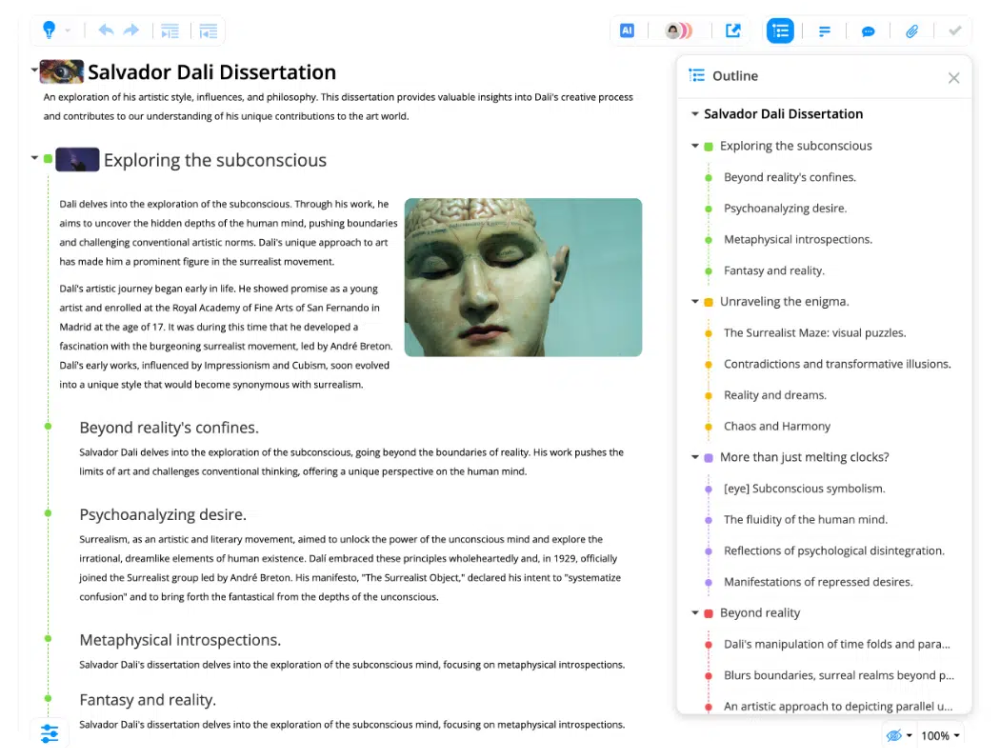 AI
Salvador Dali Dissertation
An exploration of his artistic style, influences, and philosophy. This dissertation provides valuable insights into Dali's creative process
and contributes to our understanding of his unique contributions to the art world.
Exploring the subconscious
Dali delves into the exploration of the subconscious. Through his work, he
aims to uncover the hidden depths of the human mind, pushing boundaries
and challenging conventional artistic norms. Dali's unique approach to art
has made him a prominent figure in the surrealist movement.
Dalí's artistic journey began early in life. He showed promise as a young
artist and enrolled at the Royal Academy of Fine Arts of San Fernando in
Madrid at the age of 17. It was during this time that he developed a
fascination with the burgeoning surrealist movement, led by André Breton.
Dalí's early works, influenced by Impressionism and Cubism, soon evolved
into a unique style that would become synonymous with surrealism.
Beyond reality's confines.
Salvador Dali delves into the exploration of the subconscious, going beyond the boundaries of reality. His work pushes the
limits of art and challenges conventional thinking, offering a unique perspective on the human mind.
Psychoanalyzing desire.
Surrealism, as an artistic and literary movement, aimed to unlock the power of the unconscious mind and explore the
irrational, dreamlike elements of human existence. Dalí embraced these principles wholeheartedly and, in 1929, officially
joined the Surrealist group led by André Breton. His manifesto, "The Surrealist Object," declared his intent to "systematize
confusion" and to bring forth the fantastical from the depths of the unconscious.
Metaphysical introspections.
Salvador Dali's dissertation delves into the exploration of the subconscious mind, focusing on metaphysical introspections.
Fantasy and reality.
Salvador Dali's dissertation delves into the exploration of the subconscious mind, focusing on metaphysical introspections.
Outline
Salvador Dali Dissertation
Exploring the subconscious
Beyond reality's confines.
Psychoanalyzing desire.
Metaphysical introspections.
Fantasy and reality.
Unraveling the enigma.
The Surrealist Maze: visual puzzles.
Contradictions and transformative illusions.
Reality and dreams.
Chaos and Harmony
More than just melting clocks?
[eye] Subconscious symbolism.
The fluidity of the human mind.
Reflections of psychological disintegration.
Manifestations of repressed desires.
Beyond reality
Dali's manipulation of time folds and para...
Blurs boundaries, surreal realms beyond p...
An artistic approach to depicting parallel u...
100%